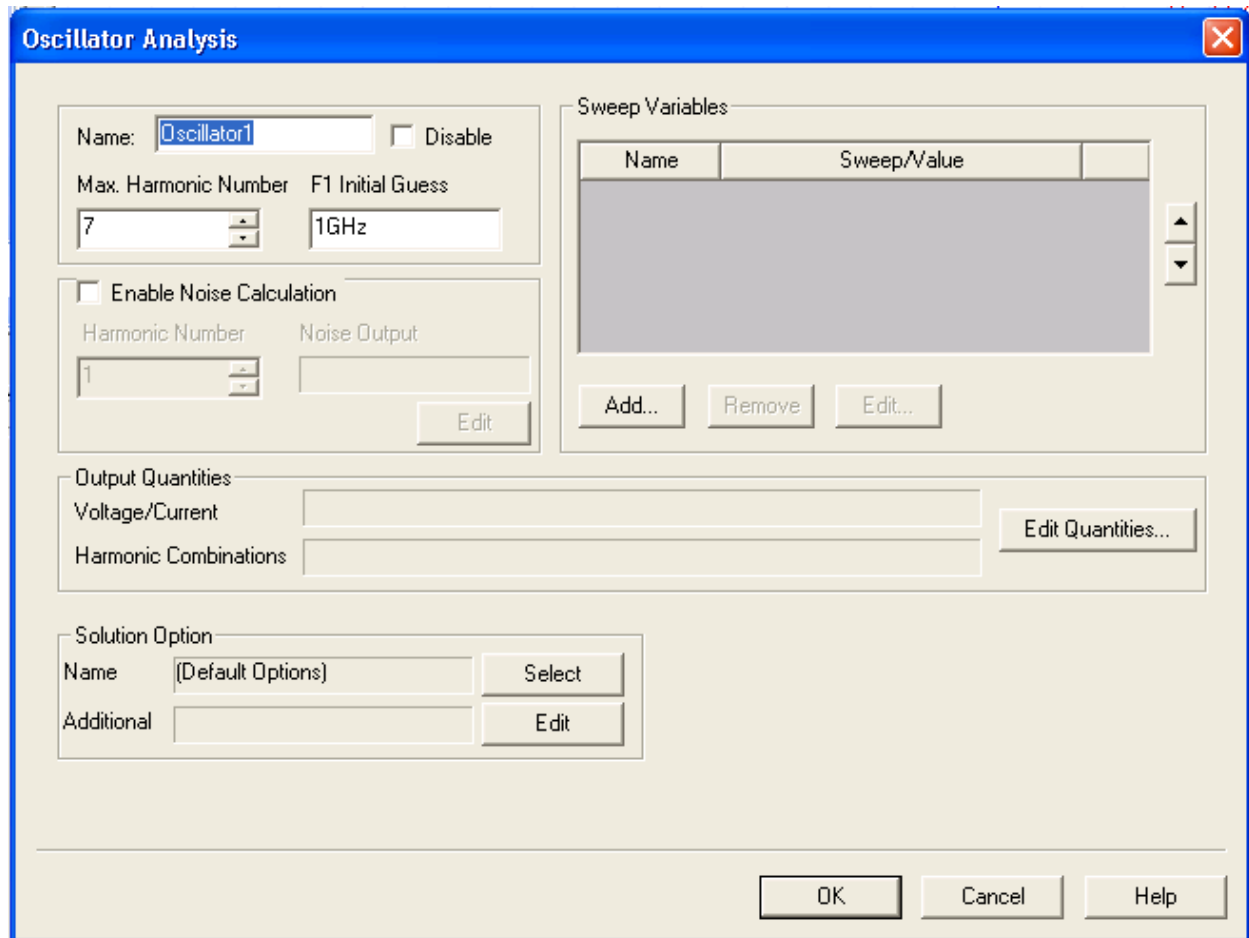 Oscillator Analysis
Name: Oscillator1 Disable
Max. Harmonic Number F1 Initial Guess
7 1GHz
Enable Noise Calculation
Harmonic Number Noise Output
1
Edit
Sweep Variables
Name Sweep/Value
Add... Remove Edit...
Output Quantities
Voltage/Current
Harmonic Combinations
Edit Quantities...
Solution Option
Name (Default Options) Select
Additional Edit
OK Cancel Help